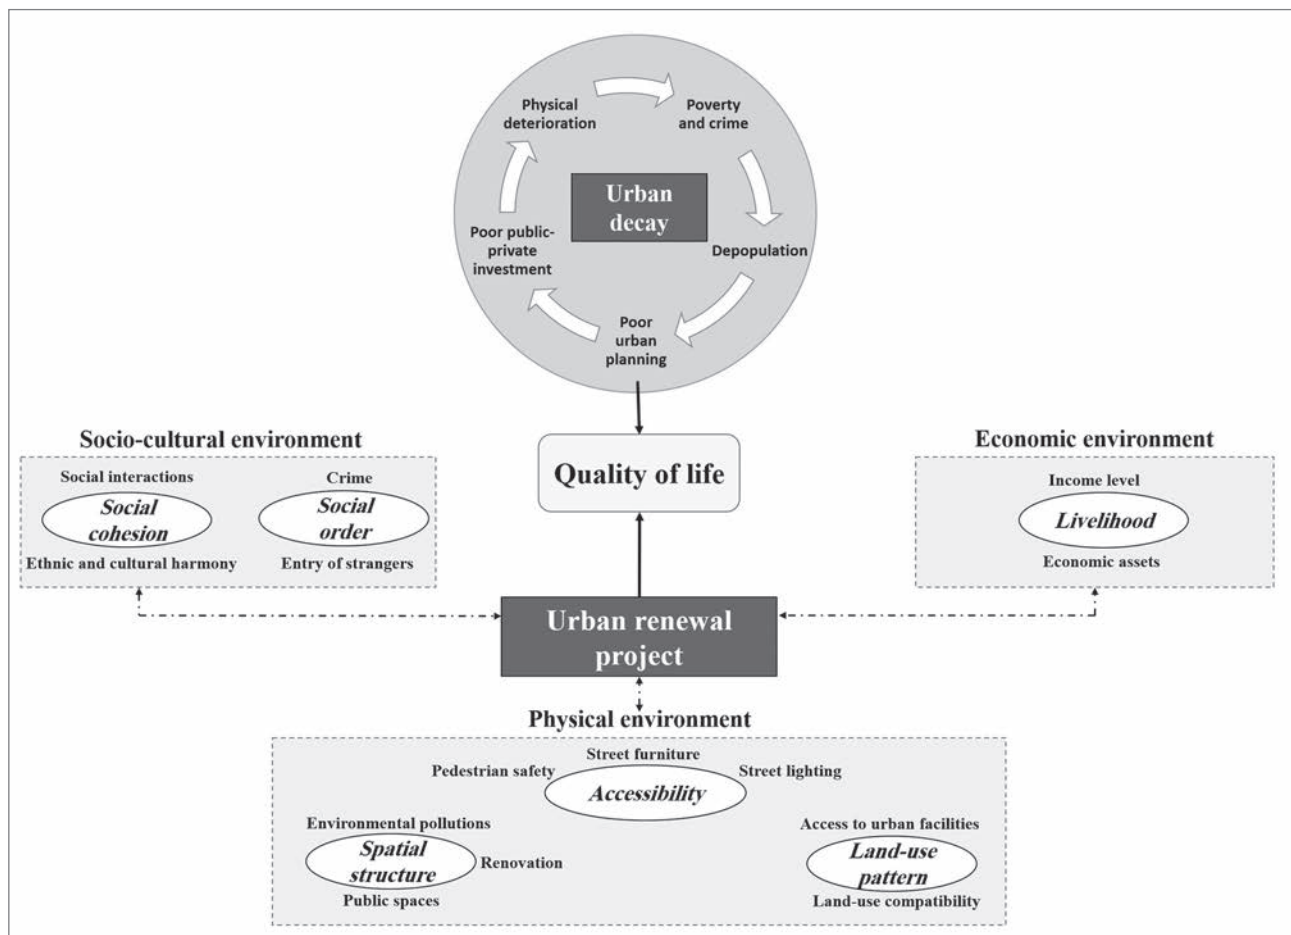 Physical
deterioration
Poverty
and crime
Urban
decay
Poor public-
private
investment
Depopulation
Poor
urban
planning
Socio-cultural environment
Social interactions
Social
cohesion
Ethnic and cultural harmony
Crime
Social
order
Entry of strangers
Quality of life
Economic environment
Income level
Livelihood
Economic assets
Urban renewal
project
Physical environment
Street furniture
Pedestrian safety
Street lighting
Accessibility
Environmental pollutions
Spatial
structure
Renovation
Public spaces
Access to urban facilities
Land-use
pattern
Land-use compatibility